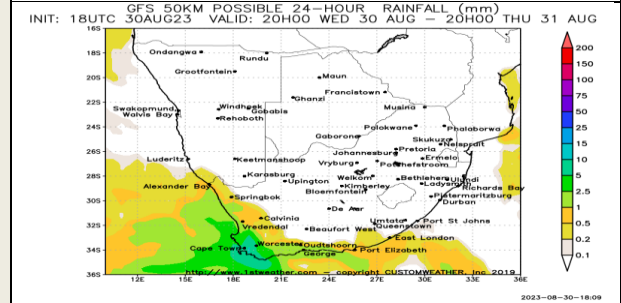 GFS 50KM POSSIBLE 24-HOUR RAINFALL (mm)
INIT: 18UTC 30AUG23 VALID: 20H00 WED 30 AUG - 20H00 THU 31 AUG
16S
18S
20S
22S
24S
26S
28S
30S
32S
34S
36S
Ondangwa
Rundu
Grootfontein
Maun
Ghanzi
Francistown
Swakopmund
Walvis Bay
Windhoek
Gobabis
Rehoboth
Musina
Polokwane
Phalaborwa
Gaborone
Skukuza
Pretoria
Nelspruit
Johannesburg
Ermelo
Luderitz
Keetmanshoop
Vryburg
Potchefstroom
Karasburg
Upington
Welkom
Bethlehem
Ulundi
Alexander Bay
Kimberley
Ladysmith
Richards Bay
Bloemfontein
Springbok
Pietermaritzburg
Durban
De Aar
Calvinia
Umtata
Port St Johns
Vredendal
Beaufort West
Queenstown
East London
Cape Town
Worcester
Oudtshoorn
George
Port Elizabeth
http://www.1stweather.com - copyright CUSTOMWEATHER, Inc 2019
12E
15E
18E
21E
24E
27E
30E
33E
36E
200
150
100
75
50
25
15
10
5
2.5
1
0.5
0.2
0.1
2023-08-30-18:09